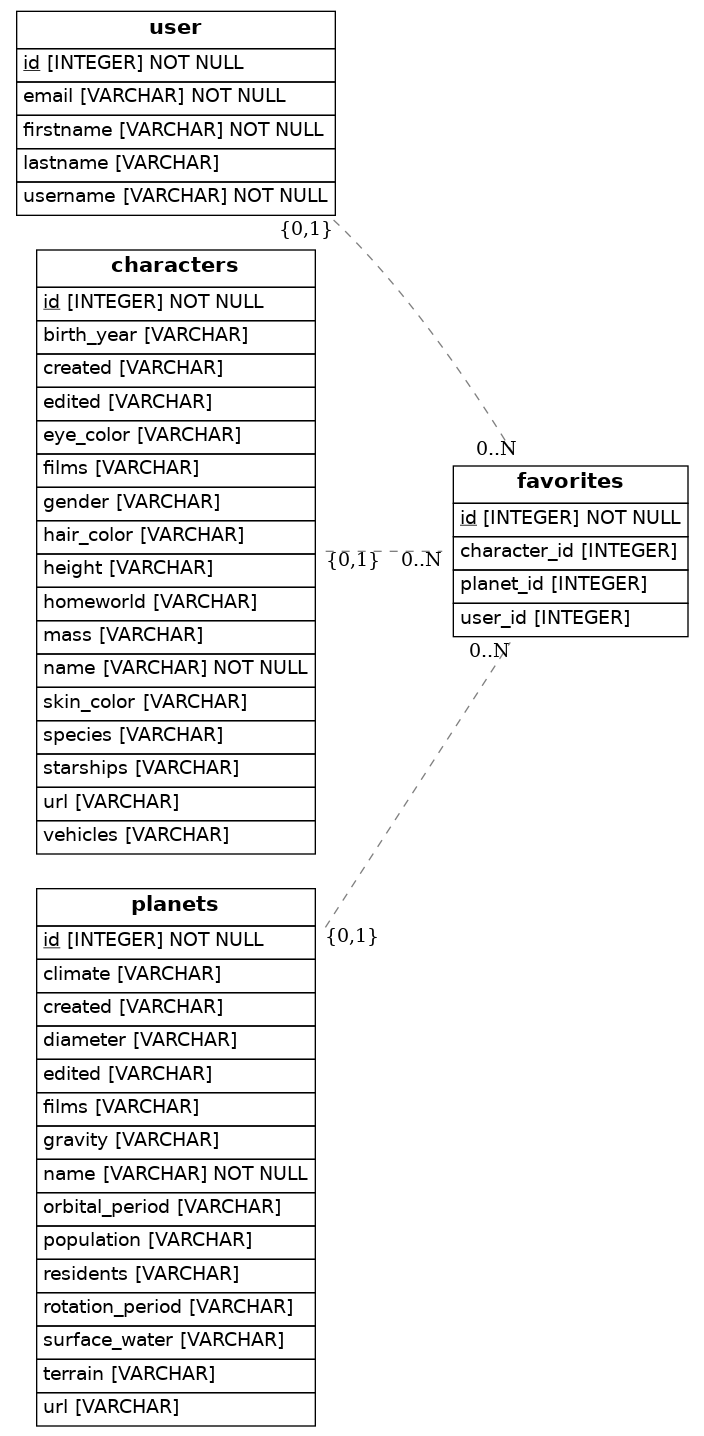 user
id [INTEGER] NOT NULL
email [VARCHAR] NOT NULL
firstname [VARCHAR] NOT NULL
lastname [VARCHAR]
username [VARCHAR] NOT NULL
{0,1}
characters
id [INTEGER] NOT NULL
birth_year [VARCHAR]
created [VARCHAR]
edited [VARCHAR]
eye_color [VARCHAR]
films [VARCHAR]
gender [VARCHAR]
hair_color [VARCHAR]
height [VARCHAR]
homeworld [VARCHAR]
mass [VARCHAR]
name [VARCHAR] NOT NULL
skin_color [VARCHAR]
species [VARCHAR]
starships [VARCHAR]
url [VARCHAR]
vehicles [VARCHAR]
{0,1} 0..N
0..N
favorites
id [INTEGER] NOT NULL
character_id [INTEGER]
planet_id [INTEGER]
user_id [INTEGER]
0..N
planets
id [INTEGER] NOT NULL
climate [VARCHAR]
created [VARCHAR]
diameter [VARCHAR]
edited [VARCHAR]
films [VARCHAR]
gravity [VARCHAR]
name [VARCHAR] NOT NULL
orbital_period [VARCHAR]
population [VARCHAR]
residents [VARCHAR]
rotation_period [VARCHAR]
surface_water [VARCHAR]
terrain [VARCHAR]
url [VARCHAR]
{0,1}